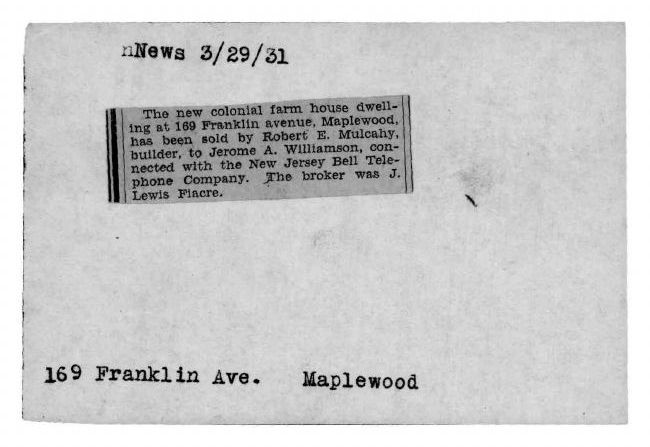 nNews 3/29/31
The new colonial farm house dwell-
ing at 169 Franklin avenue, Maplewood,
has been sold by Robert E. Mulcahy,
builder, to Jerome A. Williamson, con-
nected with the New Jersey Bell Tele-
phone Company. The broker was J.
Lewis Fiacre.
169 Franklin Ave. Maplewood